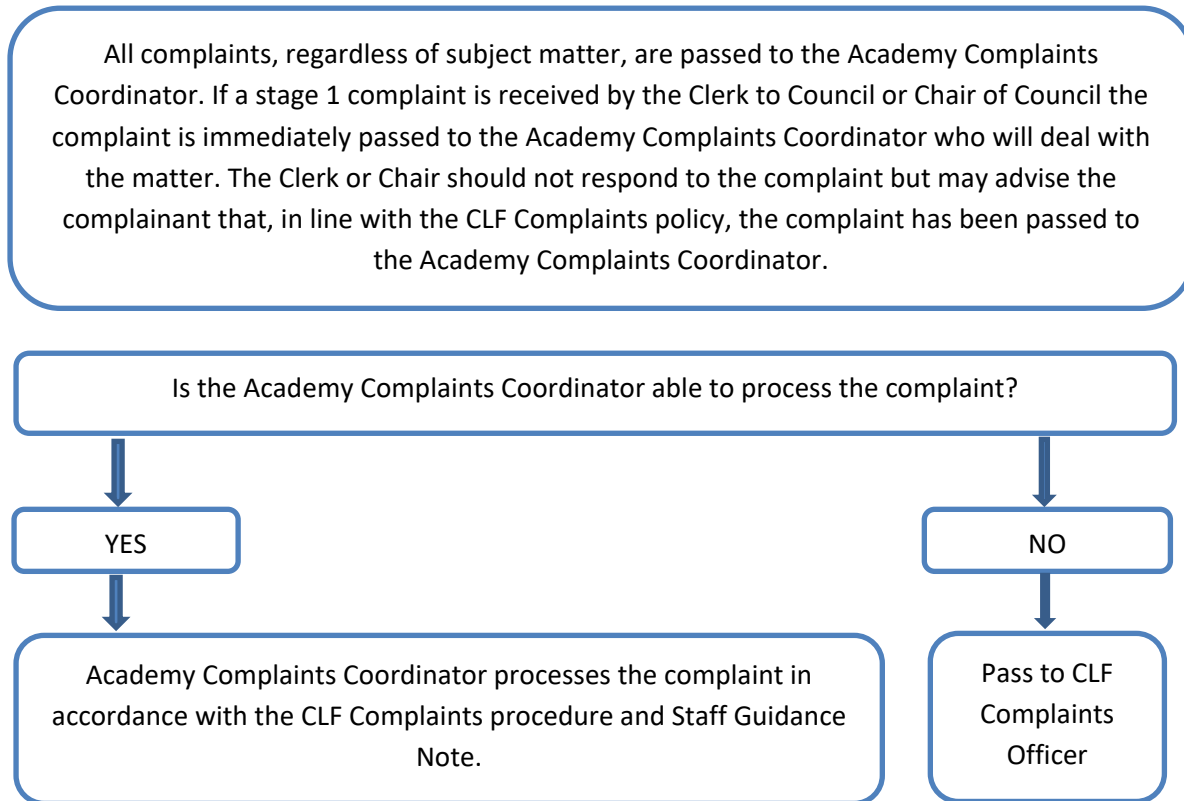 All complaints, regardless of subject matter, are passed to the Academy Complaints
Coordinator. If a stage 1 complaint is received by the Clerk to Council or Chair of Council the
complaint is immediately passed to the Academy Complaints Coordinator who will deal with
the matter. The Clerk or Chair should not respond to the complaint but may advise the
complainant that, in line with the CLF Complaints policy, the complaint has been passed to
the Academy Complaints Coordinator.
Is the Academy Complaints Coordinator able to process the complaint?
YES
NO
Academy Complaints Coordinator processes the complaint in
accordance with the CLF Complaints procedure and Staff Guidance
Note.
Pass to CLF
Complaints
Officer